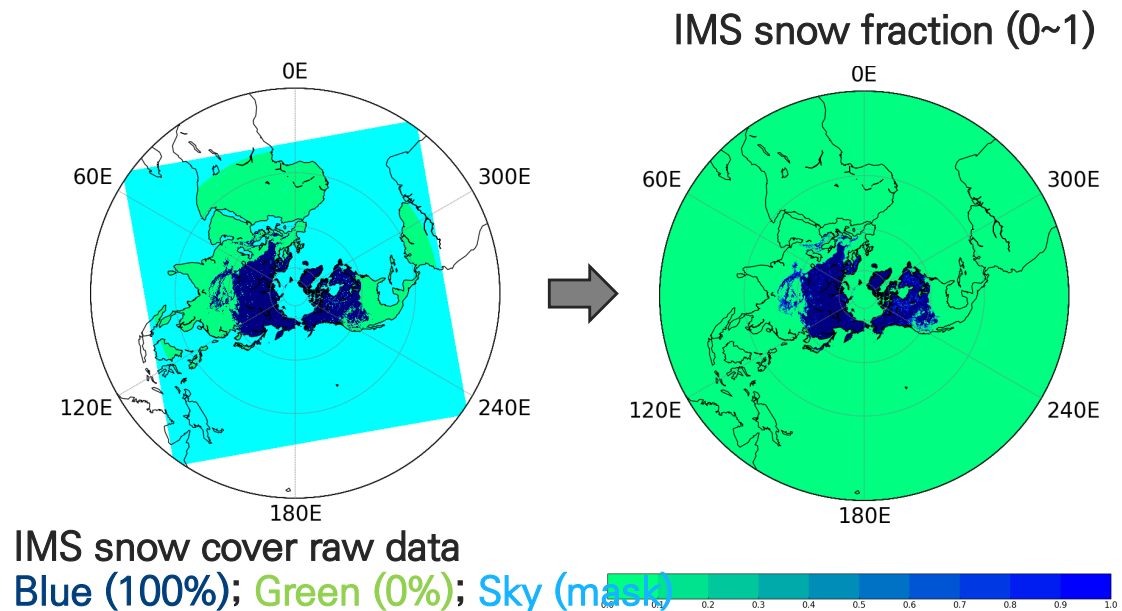 IMS snow fraction (0~1)
0E
60E
300E
120E
240E
180E
0E
60E
300E
120E
240E
180E
IMS snow cover raw data
Blue (100%); Green (0%); Sky (mask)
0.0 0.1 0.2 0.3 0.4 0.5 0.6 0.7 0.8 0.9 1.0